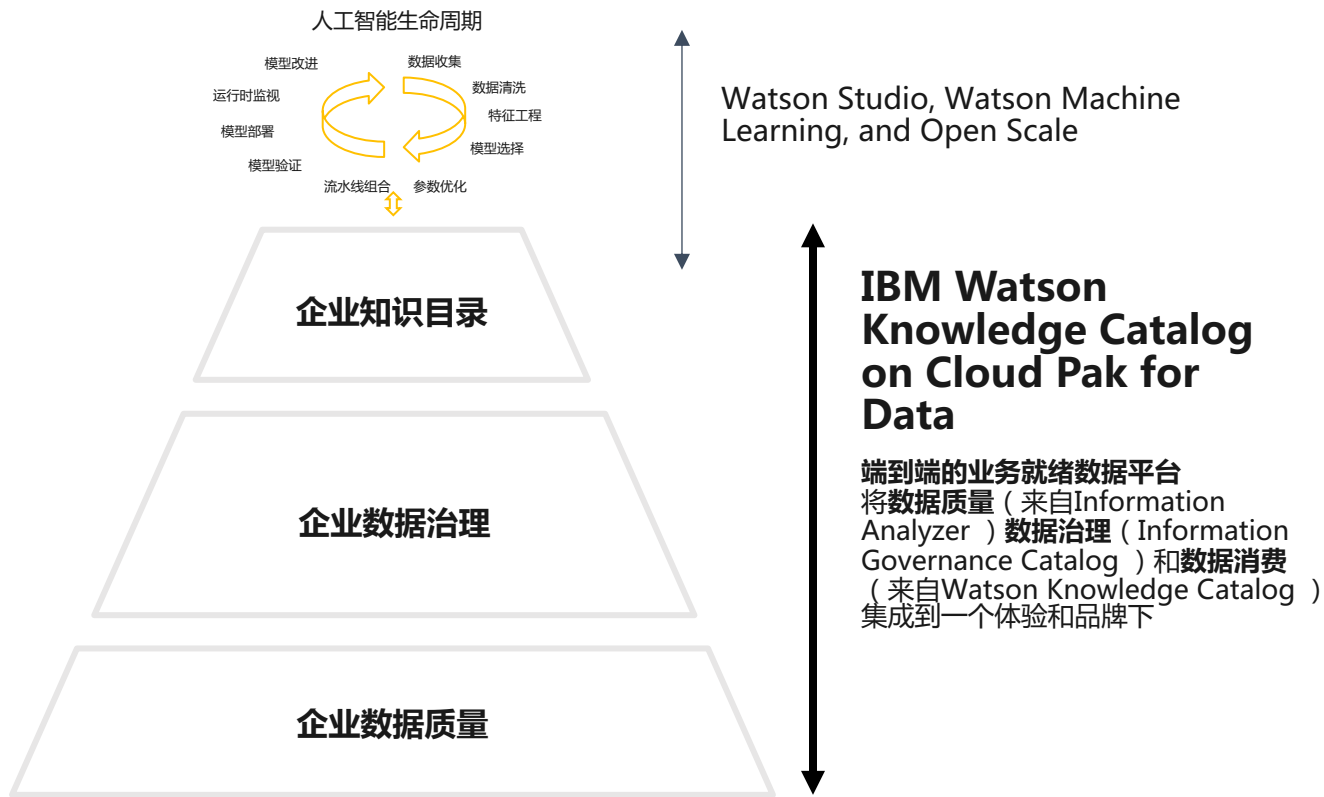 人工智能生命周期
模型改进
数据收集
运行时监视
数据清洗
特征工程
模型部署
模型选择
模型验证
流水线组合
参数优化
Watson Studio, Watson Machine
Learning, and Open Scale
企业知识目录
企业数据治理
企业数据质量
IBM Watson
Knowledge Catalog
on Cloud Pak for
Data
端到端的业务就绪数据平台
将数据质量（来自Information
Analyzer ）数据治理（Information
Governance Catalog ）和数据消费
（来自Watson Knowledge Catalog ）
集成到一个体验和品牌下